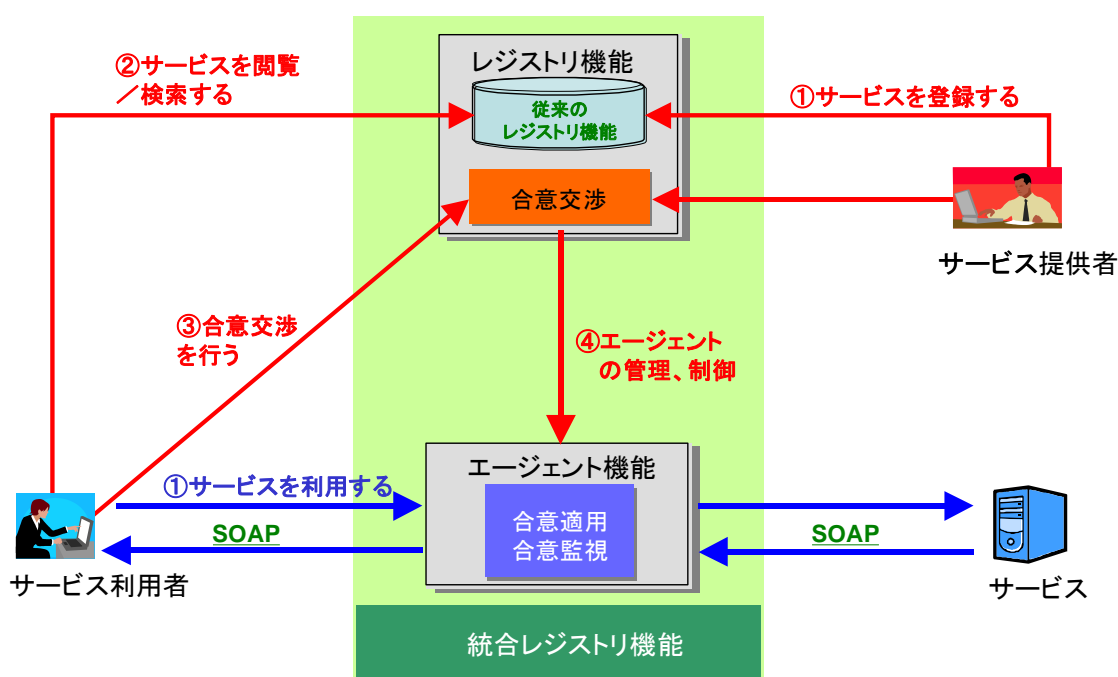 レジストリ機能
②サービスを閲覧
／検索する
①サービスを登録する
従来の
レジストリ機能
合意交渉
サービス提供者
③合意交渉
を行う
④エージェント
の管理、制御
エージェント機能
①サービスを利用する
合意適用
合意監視
SOAP
SOAP
サービス利用者
サービス
統合レジストリ機能